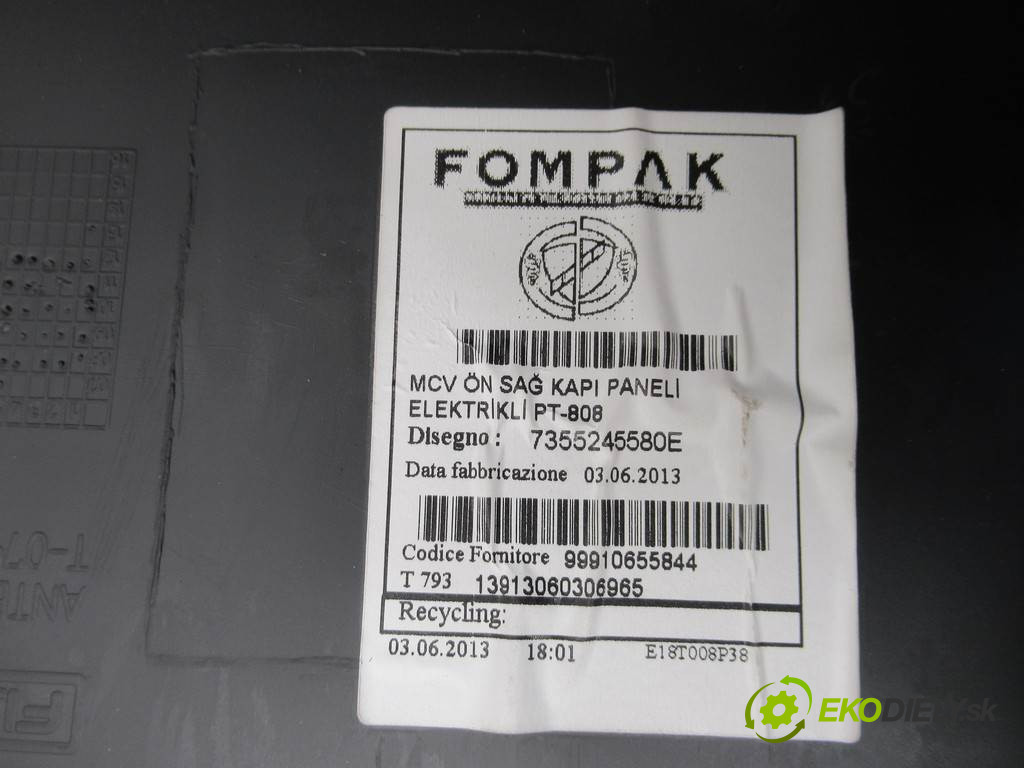 FOMPAK
MCV ÖN SAĞ KAPI PANELİ
ELEKTRİKLİ PT-808
Disegno : 7355245580E
Data fabbricazione 03.06.2013
Codice Fornitore 99910655844
T 793 13913060306965
Recycling:
03.06.2013 18:01 E18T008P38
EKODIELY.sk